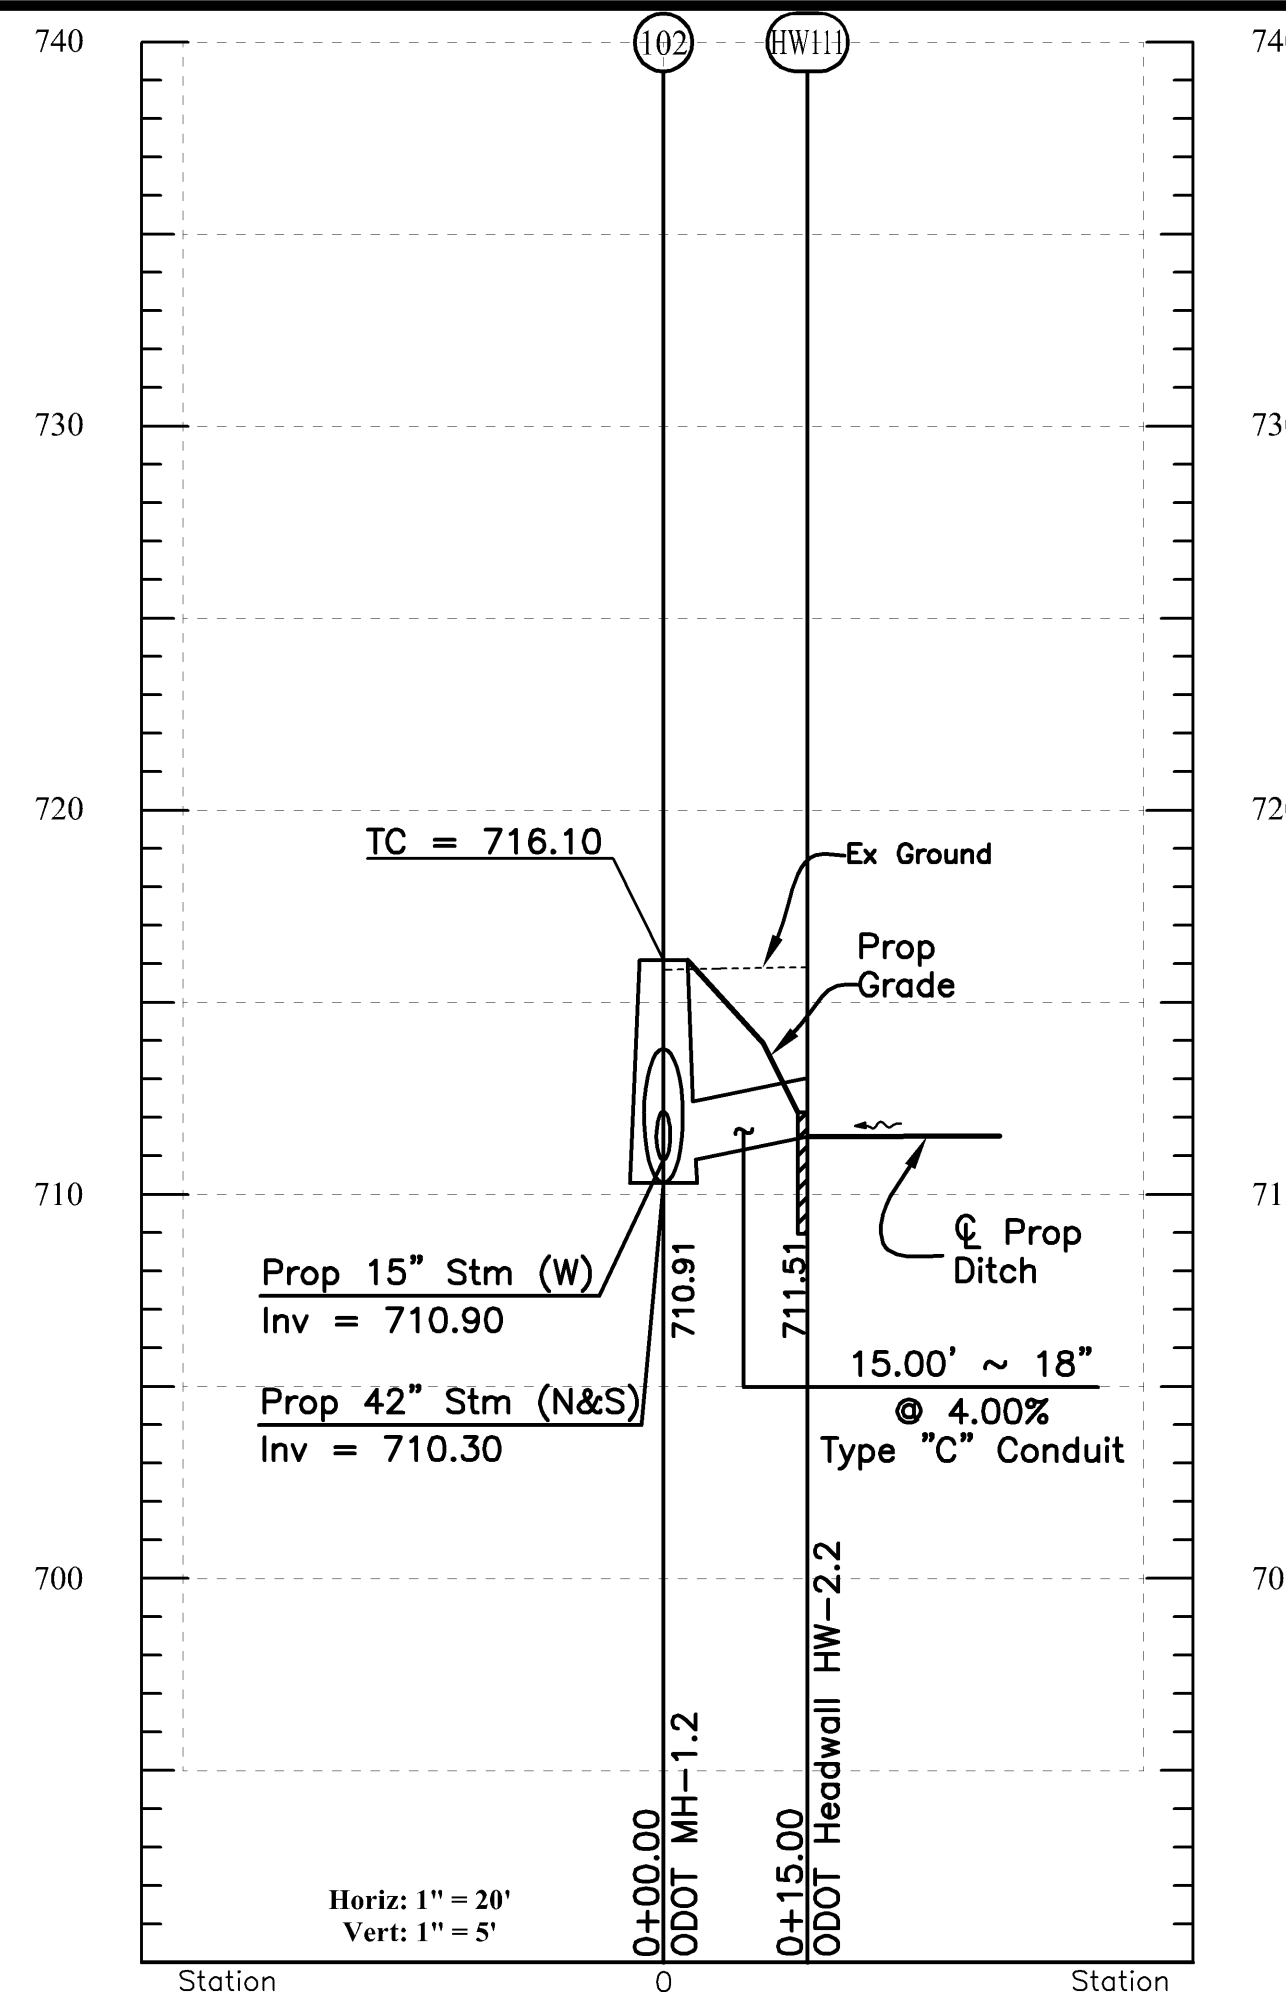 102
HW111
740
730
720
710
700
TC = 716.10
Ex Ground
Prop
Grade
Prop 15" Stm (W)
Inv = 710.90
Prop 42" Stm (N&S)
Inv = 710.30
710.91
711.51
℄ Prop
Ditch
15.00' ~ 18"
@ 4.00%
Type "C" Conduit
0+00.00
ODOT MH-1.2
0+15.00
ODOT Headwall HW-2.2
Horiz: 1" = 20'
Vert: 1" = 5'
Station
0
Station